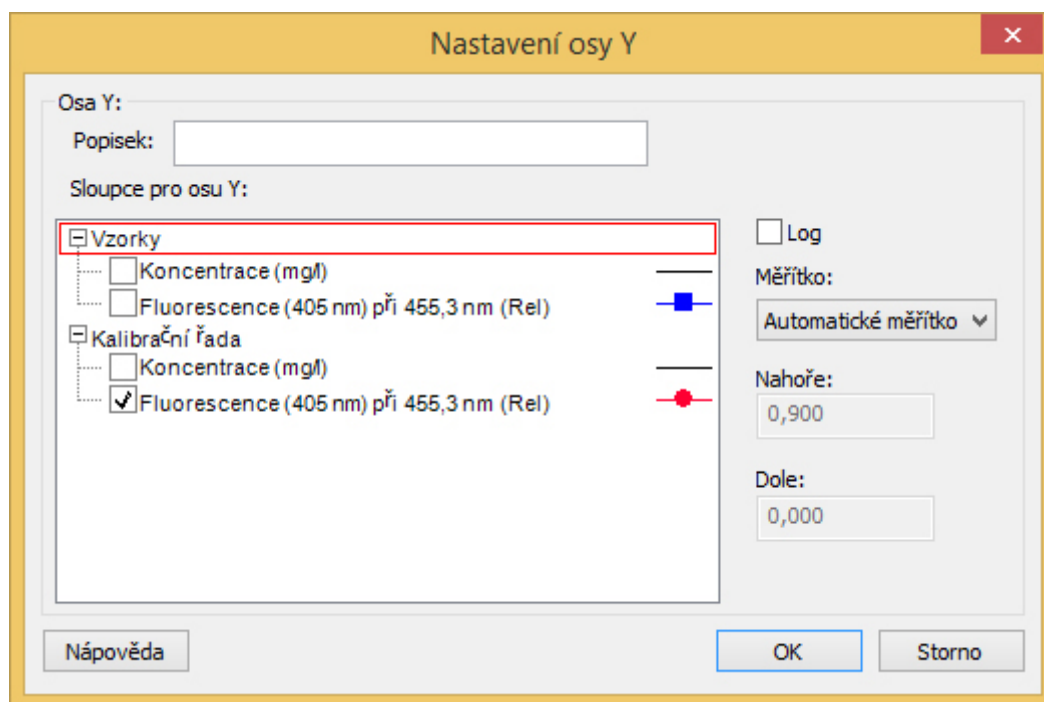 Nastavení osy Y
Osa Y:
Popisek:
Sloupce pro osu Y:
Vzorky
Koncentrace (mg/l)
Fluorescence (405 nm) při 455,3 nm (Rel)
Kalibrační řada
Koncentrace (mg/l)
Fluorescence (405 nm) při 455,3 nm (Rel)
Log
Měřítko:
Automatické měřítko
Nahoře:
0,900
Dole:
0,000
Nápověda
OK
Storno